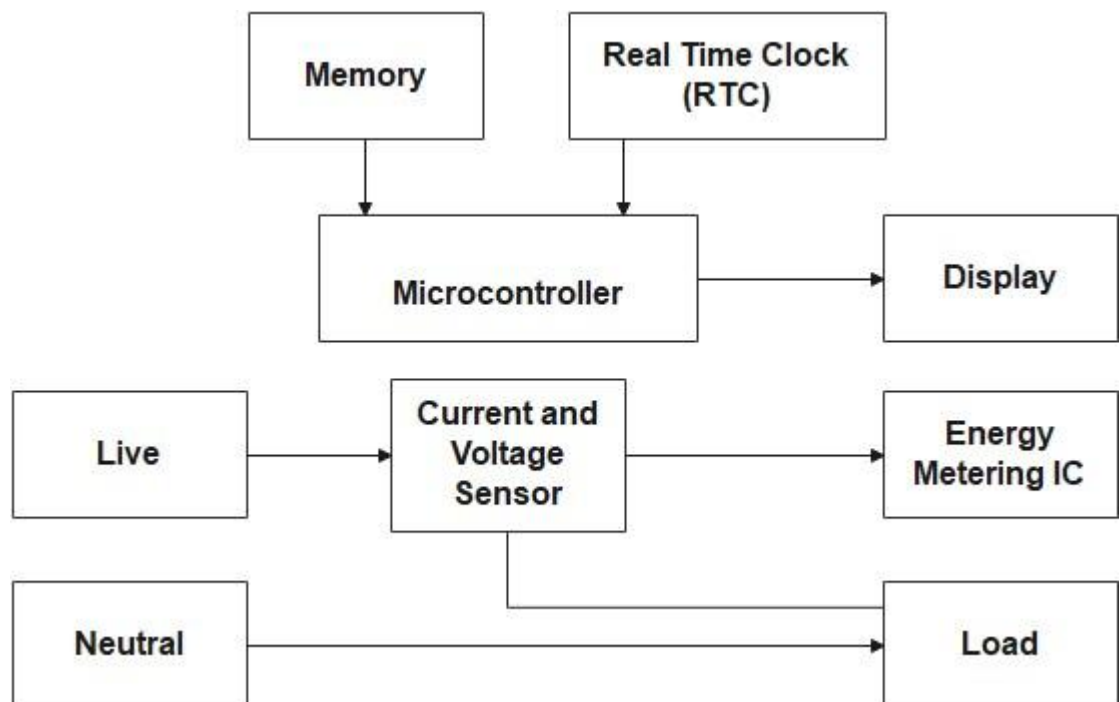 Memory
Real Time Clock
(RTC)
Microcontroller
Display
Live
Current and
Voltage
Sensor
Energy
Metering IC
Neutral
Load